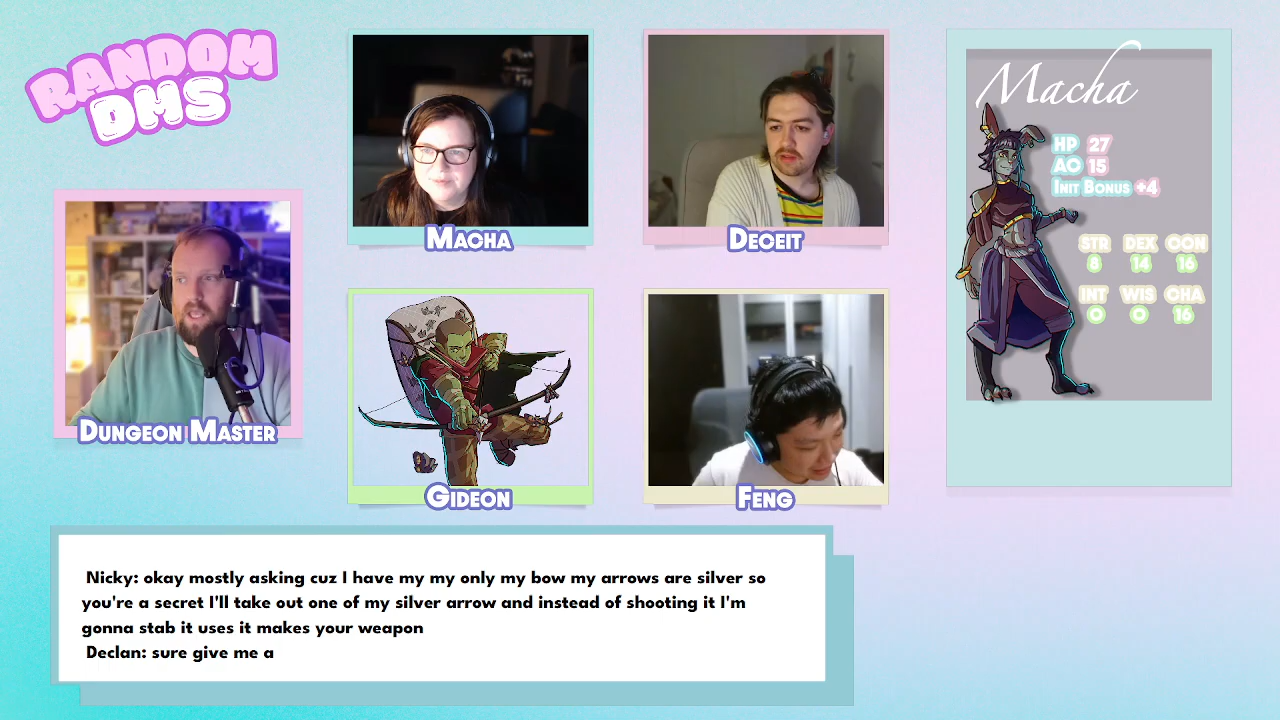 RANDOM
DMS
Macha
Deceit
Dungeon Master
Gideon
Feng
Macha
HP 27
AC 15
Init Bonus +4
STR DEX CON
8 14 16
INT WIS CHA
0 0 16
Nicky: okay mostly asking cuz I have my my only my bow my arrows are silver so
you're a secret I'll take out one of my silver arrow and instead of shooting it I'm
gonna stab it uses it makes your weapon
Declan: sure give me a